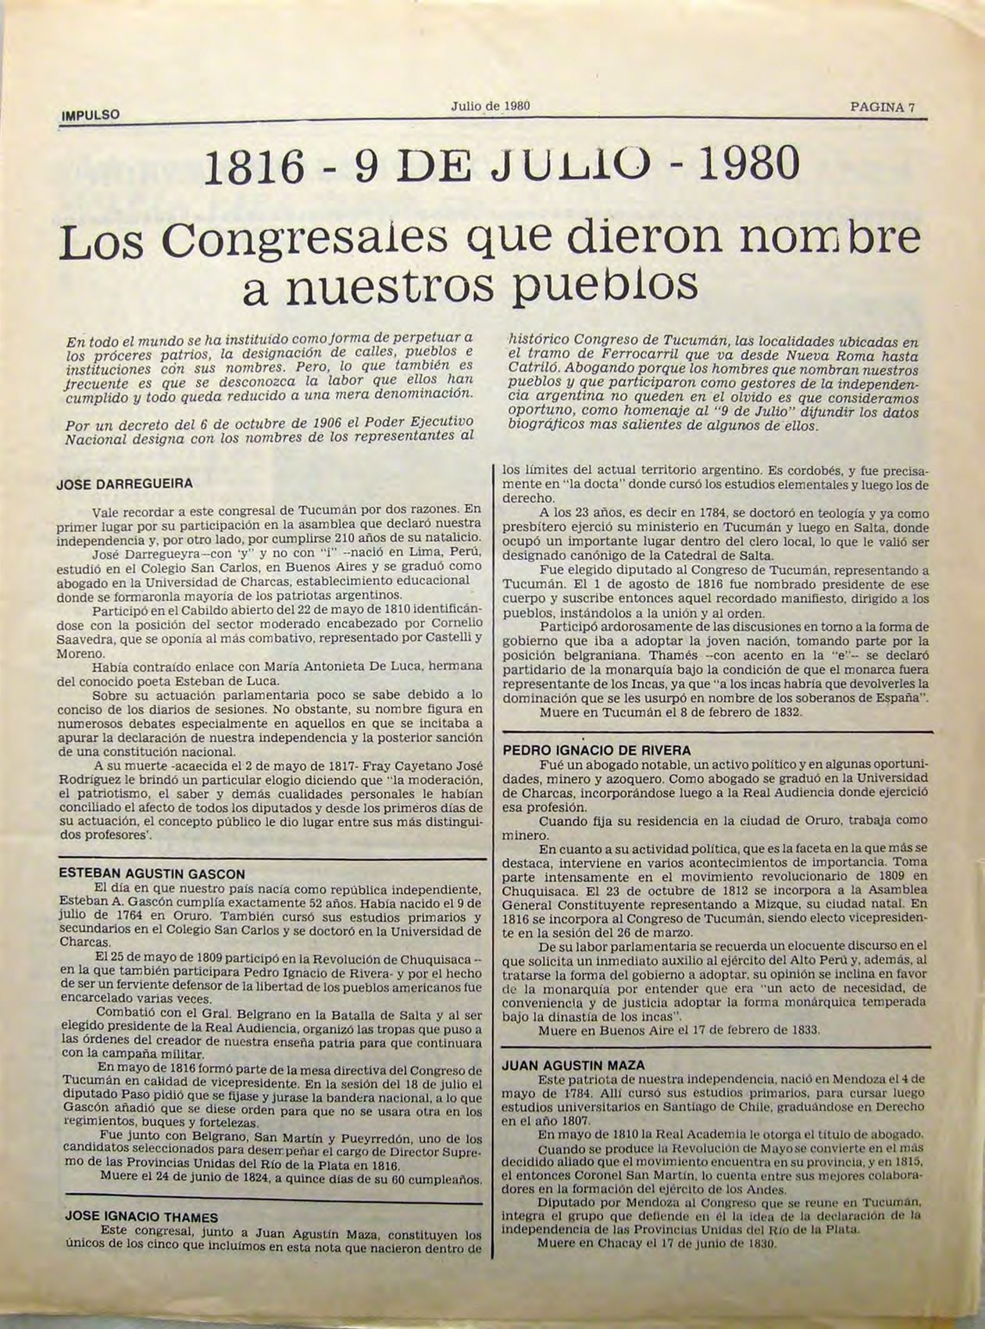 IMPULSO
Julio de 1980
PAGINA 7
1816 - 9 DE JULIO - 1980
Los Congresales que dieron nombre
a nuestros pueblos
En todo el mundo se ha instituido como forma de perpetuar a
los próceres patrios, la designación de calles, pueblos e
instituciones con sus nombres. Pero, lo que también es
frecuente es que se desconozca la labor que ellos han
cumplido y todo queda reducido a una mera denominación.
Por un decreto del 6 de octubre de 1906 el Poder Ejecutivo
Nacional designa con los nombres de los representantes al
histórico Congreso de Tucumán, las localidades ubicadas en
el tramo de Ferrocarril que va desde Nueva Roma hasta
Catriló. Abogando porque los hombres que nombran nuestros
pueblos y que participaron como gestores de la independen-
cia argentina no queden en el olvido es que consideramos
oportuno, como homenaje al "9 de Julio" difundir los datos
biográficos mas salientes de algunos de ellos.
JOSE DARREGUEIRA
Vale recordar a este congresal de Tucumán por dos razones. En
primer lugar por su participación en la asamblea que declaró nuestra
independencia y, por otro lado, por cumplirse 210 años de su natalicio.
José Darregueyra--con 'y" y no con "i" --nació en Lima, Perú,
estudió en el Colegio San Carlos, en Buenos Aires y se graduó como
abogado en la Universidad de Charcas, establecimiento educacional
donde se formaronla mayoría de los patriotas argentinos.
Participó en el Cabildo abierto del 22 de mayo de 1810 identificán-
dose con la posición del sector moderado encabezado por Cornelio
Saavedra, que se oponía al más combativo, representado por Castelli y
Moreno.
Había contraído enlace con María Antonieta De Luca, hermana
del conocido poeta Esteban de Luca.
Sobre su actuación parlamentaria poco se sabe debido a lo
conciso de los diarios de sesiones. No obstante, su nombre figura en
numerosos debates especialmente en aquellos en que se incitaba a
apurar la declaración de nuestra independencia y la posterior sanción
de una constitución nacional.
A su muerte -acaecida el 2 de mayo de 1817- Fray Cayetano José
Rodríguez le brindó un particular elogio diciendo que "la moderación,
el patriotismo, el saber y demás cualidades personales le habían
conciliado el afecto de todos los diputados y desde los primeros días de
su actuación, el concepto público le dio lugar entre sus más distingui-
dos profesores'.
ESTEBAN AGUSTIN GASCON
El día en que nuestro país nacía como república independiente,
Esteban A. Gascón cumplía exactamente 52 años. Había nacido el 9 de
julio de 1764 en Oruro. También cursó sus estudios primarios y
secundarios en el Colegio San Carlos y se doctoró en la Universidad de
Charcas.
El 25 de mayo de 1809 participó en la Revolución de Chuquisaca --
en la que también participara Pedro Ignacio de Rivera- y por el hecho
de ser un ferviente defensor de la libertad de los pueblos americanos fue
encarcelado varias veces.
Combatió con el Gral. Belgrano en la Batalla de Salta y al ser
elegido presidente de la Real Audiencia, organizó las tropas que puso a
las órdenes del creador de nuestra enseña patria para que continuara
con la campaña militar.
En mayo de 1816 formó parte de la mesa directiva del Congreso de
Tucumán en calidad de vicepresidente. En la sesión del 18 de julio el
diputado Paso pidió que se fijase y jurase la bandera nacional, a lo que
Gascón añadió que se diese orden para que no se usara otra en los
regimientos, buques y fortelezas.
Fue junto con Belgrano, San Martín y Pueyrredón, uno de los
candidatos seleccionados para desempeñar el cargo de Director Supre-
mo de las Provincias Unidas del Río de la Plata en 1816.
Muere el 24 de junio de 1824, a quince días de su 60 cumpleaños.
JOSE IGNACIO THAMES
Este congresal, junto a Juan Agustín Maza, constituyen los
únicos de los cinco que incluimos en esta nota que nacieron dentro de
los límites del actual territorio argentino. Es cordobés, y fue precisa-
mente en "la docta" donde cursó los estudios elementales y luego los de
derecho.
A los 23 años, es decir en 1784, se doctoró en teología y ya como
presbítero ejerció su ministerio en Tucumán y luego en Salta, donde
ocupó un importante lugar dentro del clero local, lo que le valió ser
designado canónigo de la Catedral de Salta.
Fue elegido diputado al Congreso de Tucumán, representando a
Tucumán. El 1 de agosto de 1816 fue nombrado presidente de ese
cuerpo y suscribe entonces aquel recordado manifiesto, dirigido a los
pueblos, instándolos a la unión y al orden.
Participó ardorosamente de las discusiones en torno a la forma de
gobierno que iba a adoptar la joven nación, tomando parte por la
posición belgraniana. Thamés --con acento en la "e"-- se declaró
partidario de la monarquía bajo la condición de que el monarca fuera
representante de los Incas, ya que "a los incas habría que devolverles la
dominación que se les usurpó en nombre de los soberanos de España".
Muere en Tucumán el 8 de febrero de 1832.
PEDRO IGNACIO DE RIVERA
Fué un abogado notable, un activo político y en algunas oportuni-
dades, minero y azoquero. Como abogado se graduó en la Universidad
de Charcas, incorporándose luego a la Real Audiencia donde ejerció
esa profesión.
Cuando fija su residencia en la ciudad de Oruro, trabaja como
minero.
En cuanto a su actividad política, que es la faceta en la que más se
destaca, interviene en varios acontecimientos de importancia. Toma
parte intensamente en el movimiento revolucionario de 1809 en
Chuquisaca. El 23 de octubre de 1812 se incorpora a la Asamblea
General Constituyente representando a Mizque, su ciudad natal. En
1816 se incorpora al Congreso de Tucumán, siendo electo vicepresiden-
te en la sesión del 26 de marzo.
De su labor parlamentaria se recuerda un elocuente discurso en el
que solicita un inmediato auxilio al ejército del Alto Perú y, además, al
tratarse la forma del gobierno a adoptar, su opinión se inclina en favor
de la monarquía por entender que era "un acto de necesidad, de
conveniencia y de justicia adoptar la forma monárquica temperada
bajo la dinastía de los incas".
Muere en Buenos Aire el 17 de febrero de 1833.
JUAN AGUSTIN MAZA
Este patriota de nuestra independencia, nació en Mendoza el 4 de
mayo de 1784. Allí cursó sus estudios primarios, para cursar luego
estudios universitarios en Santiago de Chile, graduándose en Derecho
en el año 1807.
En mayo de 1810 la Real Academia le otorga el título de abogado.
Cuando se produce la Revolución de Mayo se convierte en el más
decidido aliado que el movimiento encuentra en su provincia, y en 1815,
el entonces Coronel San Martín, lo cuenta entre sus mejores colabora-
dores en la formación del ejército de los Andes.
Diputado por Mendoza al Congreso que se reune en Tucumán,
integra el grupo que defiende en él la idea de la declaración de la
independencia de las Provincias Unidas del Río de la Plata.
Muere en Chacay el 17 de junio de 1830.